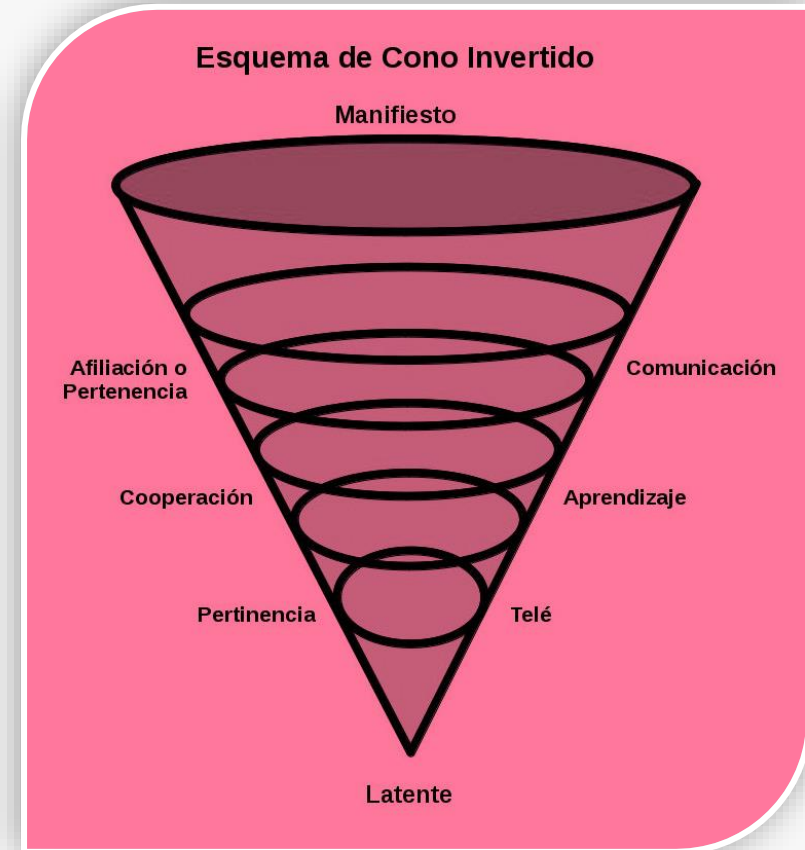 Esquema de Cono Invertido
Manifiesto
Afiliación o
Pertenencia
Comunicación
Cooperación
Aprendizaje
Pertinencia
Telé
Latente